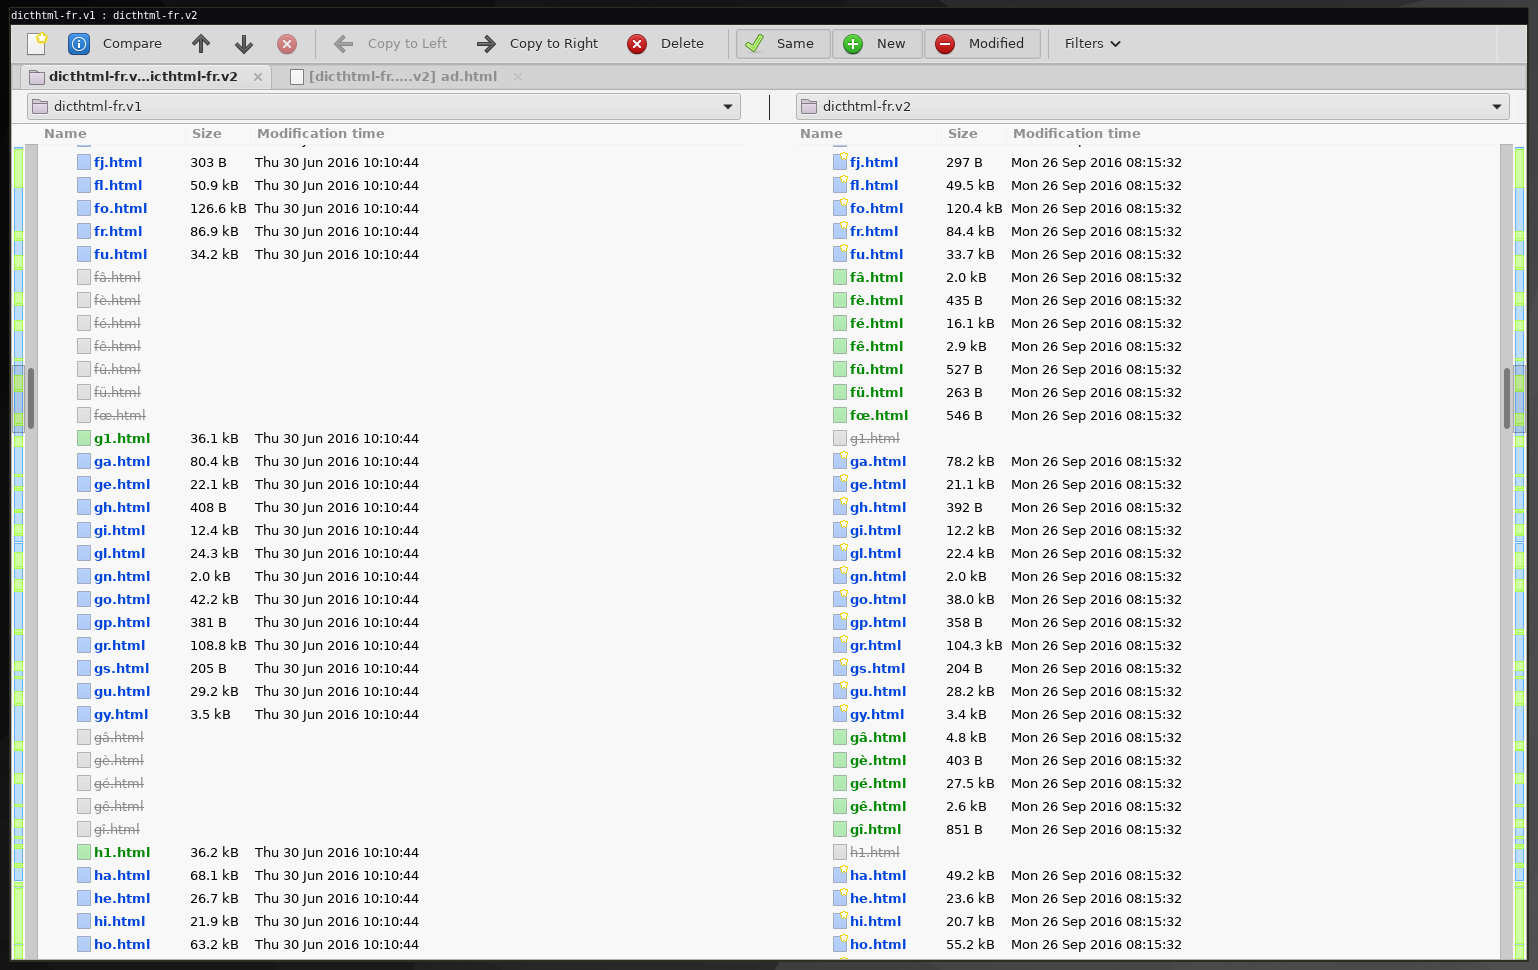 dicthtml-fr.v1 : dicthtml-fr.v2
Compare Copy to Left Copy to Right Delete Same New Modified Filters
dicthtml-fr.v...icthtml-fr.v2 [dicthtml-fr.....v2] ad.html
dicthtml-fr.v1 dicthtml-fr.v2
Name Size Modification time Name Size Modification time
fj.html 303 B Thu 30 Jun 2016 10:10:44 fj.html 297 B Mon 26 Sep 2016 08:15:32
fl.html 50.9 kB Thu 30 Jun 2016 10:10:44 fl.html 49.5 kB Mon 26 Sep 2016 08:15:32
fo.html 126.6 kB Thu 30 Jun 2016 10:10:44 fo.html 120.4 kB Mon 26 Sep 2016 08:15:32
fr.html 86.9 kB Thu 30 Jun 2016 10:10:44 fr.html 84.4 kB Mon 26 Sep 2016 08:15:32
fu.html 34.2 kB Thu 30 Jun 2016 10:10:44 fu.html 33.7 kB Mon 26 Sep 2016 08:15:32
fâ.html fâ.html 2.0 kB Mon 26 Sep 2016 08:15:32
fè.html fè.html 435 B Mon 26 Sep 2016 08:15:32
fé.html fé.html 16.1 kB Mon 26 Sep 2016 08:15:32
fê.html fê.html 2.9 kB Mon 26 Sep 2016 08:15:32
fû.html fû.html 527 B Mon 26 Sep 2016 08:15:32
fü.html fü.html 263 B Mon 26 Sep 2016 08:15:32
fœ.html fœ.html 546 B Mon 26 Sep 2016 08:15:32
g1.html 36.1 kB Thu 30 Jun 2016 10:10:44 g1.html
ga.html 80.4 kB Thu 30 Jun 2016 10:10:44 ga.html 78.2 kB Mon 26 Sep 2016 08:15:32
ge.html 22.1 kB Thu 30 Jun 2016 10:10:44 ge.html 21.1 kB Mon 26 Sep 2016 08:15:32
gh.html 408 B Thu 30 Jun 2016 10:10:44 gh.html 392 B Mon 26 Sep 2016 08:15:32
gi.html 12.4 kB Thu 30 Jun 2016 10:10:44 gi.html 12.2 kB Mon 26 Sep 2016 08:15:32
gl.html 24.3 kB Thu 30 Jun 2016 10:10:44 gl.html 22.4 kB Mon 26 Sep 2016 08:15:32
gn.html 2.0 kB Thu 30 Jun 2016 10:10:44 gn.html 2.0 kB Mon 26 Sep 2016 08:15:32
go.html 42.2 kB Thu 30 Jun 2016 10:10:44 go.html 38.0 kB Mon 26 Sep 2016 08:15:32
gp.html 381 B Thu 30 Jun 2016 10:10:44 gp.html 358 B Mon 26 Sep 2016 08:15:32
gr.html 108.8 kB Thu 30 Jun 2016 10:10:44 gr.html 104.3 kB Mon 26 Sep 2016 08:15:32
gs.html 205 B Thu 30 Jun 2016 10:10:44 gs.html 204 B Mon 26 Sep 2016 08:15:32
gu.html 29.2 kB Thu 30 Jun 2016 10:10:44 gu.html 28.2 kB Mon 26 Sep 2016 08:15:32
gy.html 3.5 kB Thu 30 Jun 2016 10:10:44 gy.html 3.4 kB Mon 26 Sep 2016 08:15:32
gâ.html gâ.html 4.8 kB Mon 26 Sep 2016 08:15:32
gè.html gè.html 403 B Mon 26 Sep 2016 08:15:32
gé.html gé.html 27.5 kB Mon 26 Sep 2016 08:15:32
gê.html gê.html 2.6 kB Mon 26 Sep 2016 08:15:32
gî.html gî.html 851 B Mon 26 Sep 2016 08:15:32
h1.html 36.2 kB Thu 30 Jun 2016 10:10:44 h1.html
ha.html 68.1 kB Thu 30 Jun 2016 10:10:44 ha.html 49.2 kB Mon 26 Sep 2016 08:15:32
he.html 26.7 kB Thu 30 Jun 2016 10:10:44 he.html 23.6 kB Mon 26 Sep 2016 08:15:32
hi.html 21.9 kB Thu 30 Jun 2016 10:10:44 hi.html 20.7 kB Mon 26 Sep 2016 08:15:32
ho.html 63.2 kB Thu 30 Jun 2016 10:10:44 ho.html 55.2 kB Mon 26 Sep 2016 08:15:32